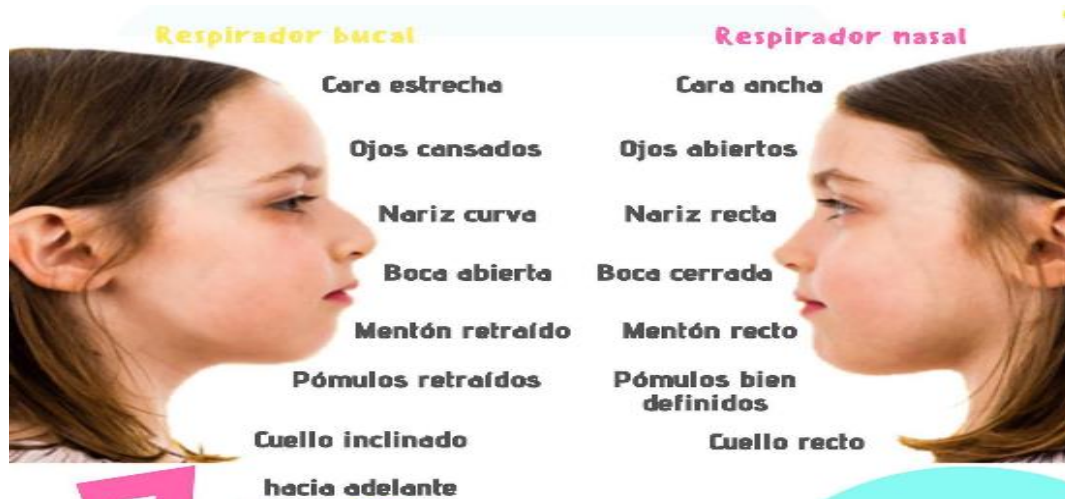 Respirador bucal
Cara estrecha
Ojos cansados
Nariz curva
Boca abierta
Mentón retraído
Pómulos retraídos
Cuello inclinado
hacia adelante
Respirador nasal
Cara ancha
Ojos abiertos
Nariz recta
Boca cerrada
Mentón recto
Pómulos bien
definidos
Cuello recto